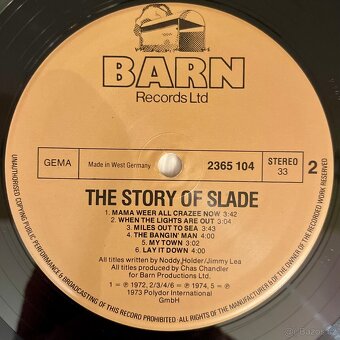 BARN
Records Ltd
GEMA
Made in West Germany
2365 104
STEREO
33
2
THE STORY OF SLADE
1. MAMA WEER ALL CRAZEE NOW 3:42
2. WHEN THE LIGHTS ARE OUT 3:04
3. MILES OUT TO SEA 3:01
4. THE BANGIN' MAN 4:00
5. MY TOWN 3:01
6. LAY IT DOWN 4:00
All titles written by Noddy Holder/Jimmy Lea
All titles produced by Chas Chandler
for Barn Productions Ltd.
1 = ℗ 1972, 2/3/4/6 = ℗ 1974, 5 = ℗
1973 Polydor International
GmbH
UNAUTHORISED COPYING PUBLIC PERFORMANCE & BROADCASTING OF THIS RECORD PROHIBITED. ALL RIGHTS OF THE MANUFACTURER & OF THE OWNER OF THE RECORDED WORK RESERVED